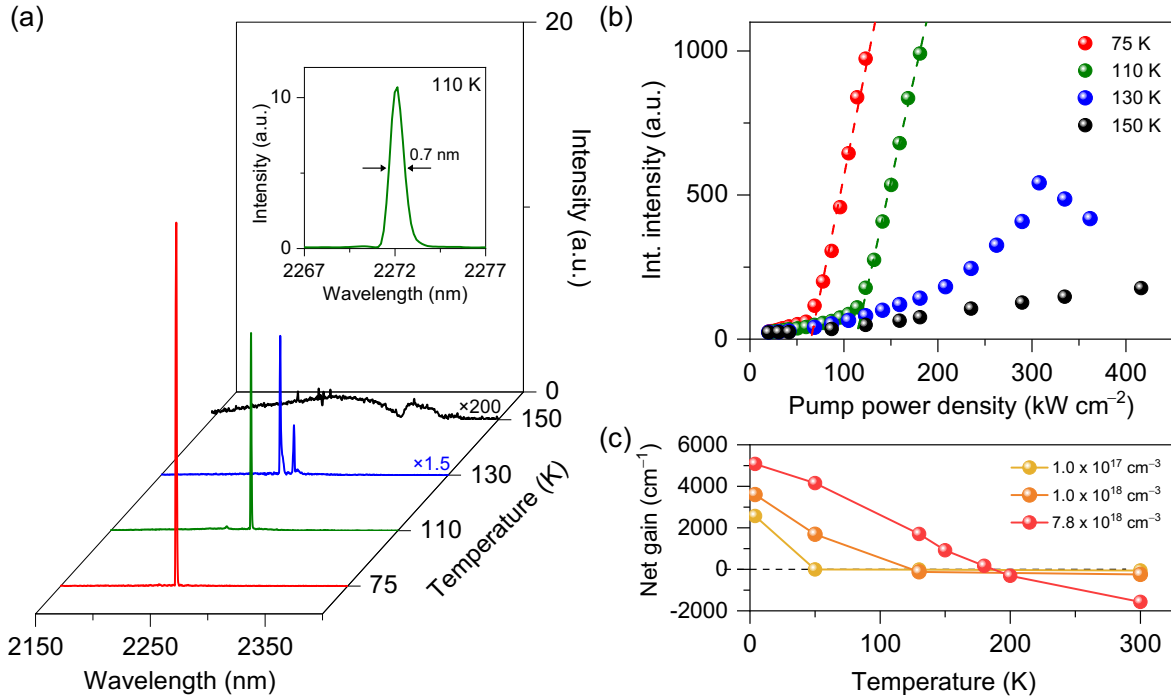 (a)
20
Intensity (a.u.)
0
110 K
10
0.7 nm
Intensity (a.u.)
0
2267
2272
2277
Wavelength (nm)
×200
150
×1.5
130
110
75
Temperature (K)
2150
2250
2350
Wavelength (nm)
(b)
1000
500
0
Int. intensity (a.u.)
75 K
110 K
130 K
150 K
0
100
200
300
400
Pump power density (kW cm⁻²)
(c)
6000
4000
2000
0
-2000
Net gain (cm⁻¹)
1.0 x 10¹⁷ cm⁻³
1.0 x 10¹⁸ cm⁻³
7.8 x 10¹⁸ cm⁻³
0
100
200
300
Temperature (K)